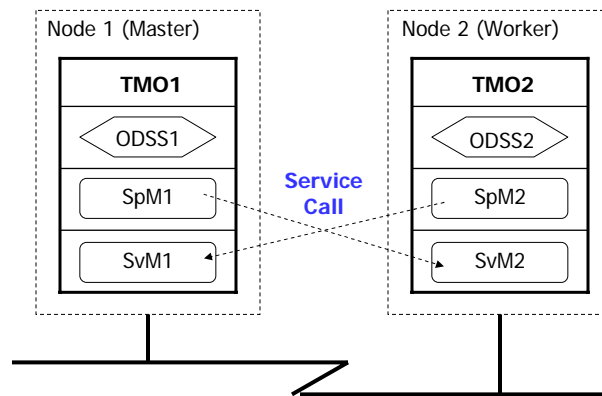 Node 1 (Master)
TMO1
ODSS1
SpM1
SvM1
Service
Call
Node 2 (Worker)
TMO2
ODSS2
SpM2
SvM2